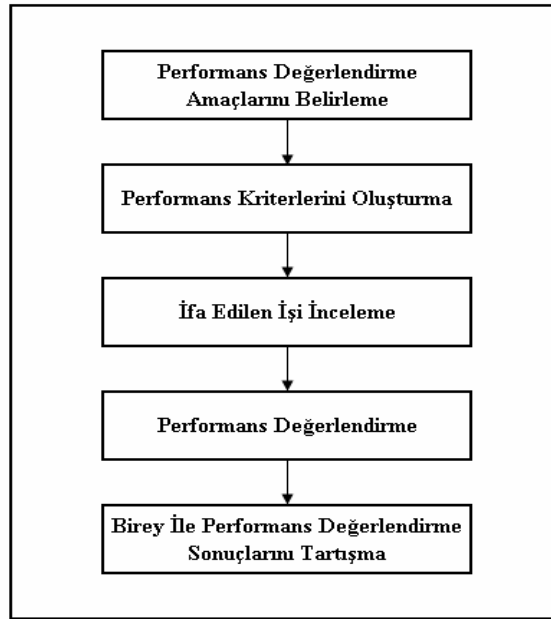 Performans Değerlendirme
Amaçlarını Belirleme
Performans Kriterlerini Oluşturma
İfa Edilen İşi İnceleme
Performans Değerlendirme
Birey İle Performans Değerlendirme
Sonuçlarını Tartışma